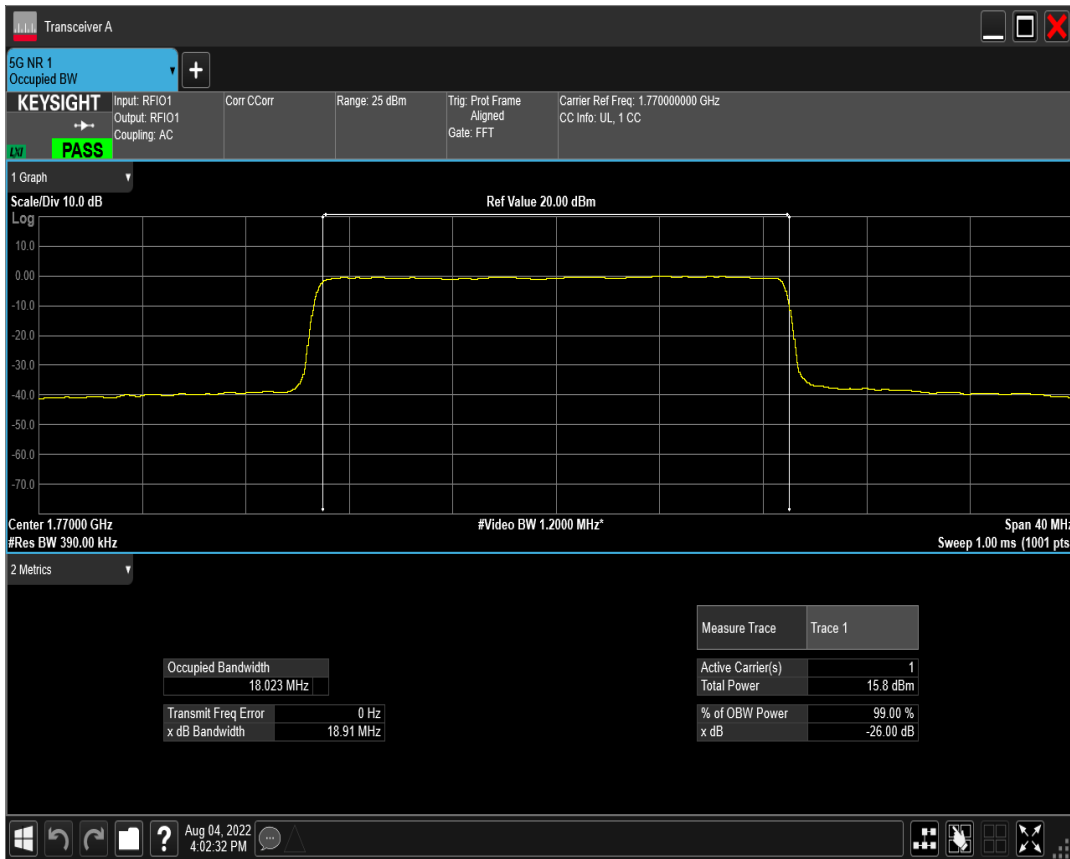 Transceiver A
5G NR 1
Occupied BW
KEYSIGHT
LXI
PASS
Input: RFIO1
Output: RFIO1
Coupling: AC
Corr CCorr
Range: 25 dBm
Trig: Prot Frame
Aligned
Gate: FFT
Carrier Ref Freq: 1.770000000 GHz
CC Info: UL, 1 CC
1 Graph
Scale/Div 10.0 dB
Ref Value 20.00 dBm
Log
10.0
0.00
-10.0
-20.0
-30.0
-40.0
-50.0
-60.0
-70.0
Center 1.77000 GHz
#Video BW 1.2000 MHz*
Span 40 MHz
#Res BW 390.00 kHz
Sweep 1.00 ms (1001 pts
2 Metrics
Measure Trace Trace 1
Occupied Bandwidth
18.023 MHz
Active Carrier(s) 1
Total Power 15.8 dBm
Transmit Freq Error 0 Hz
x dB Bandwidth 18.91 MHz
% of OBW Power 99.00 %
x dB -26.00 dB
?
Aug 04, 2022
4:02:32 PM